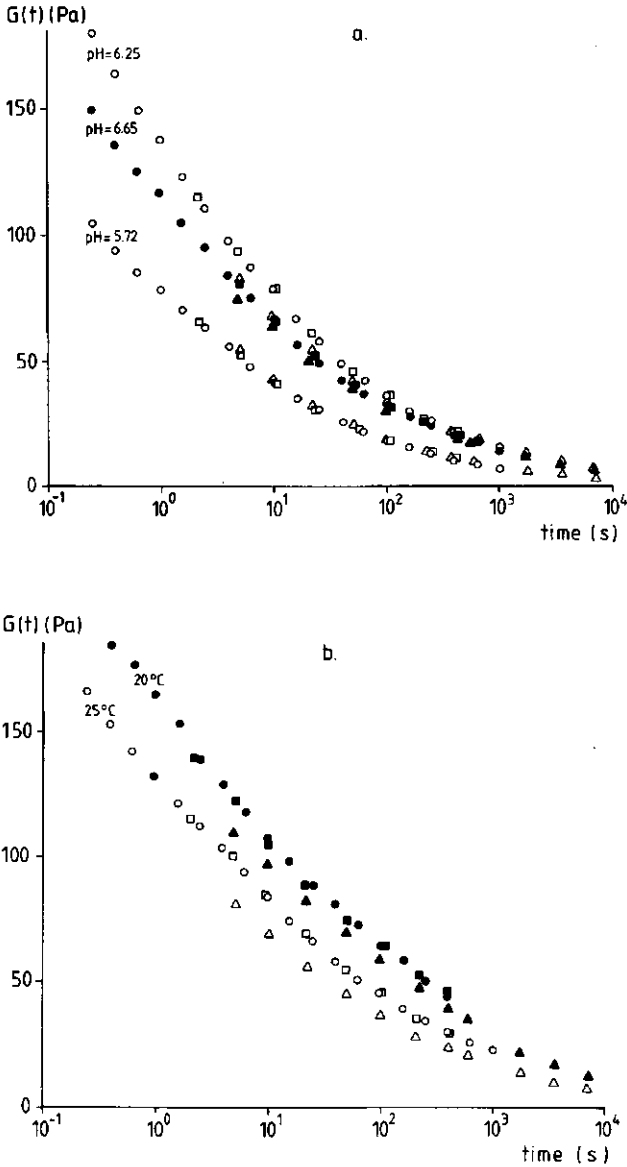 G(t) (Pa)
a.
pH=6.25
150
pH=6.65
100
pH=5.72
50
0
10⁻¹ 10⁰ 10¹ 10² 10³ 10⁴
time (s)
G(t) (Pa)
b.
20°C
25°C
150
100
50
0
10⁻¹ 10⁰ 10¹ 10² 10³ 10⁴
time (s)